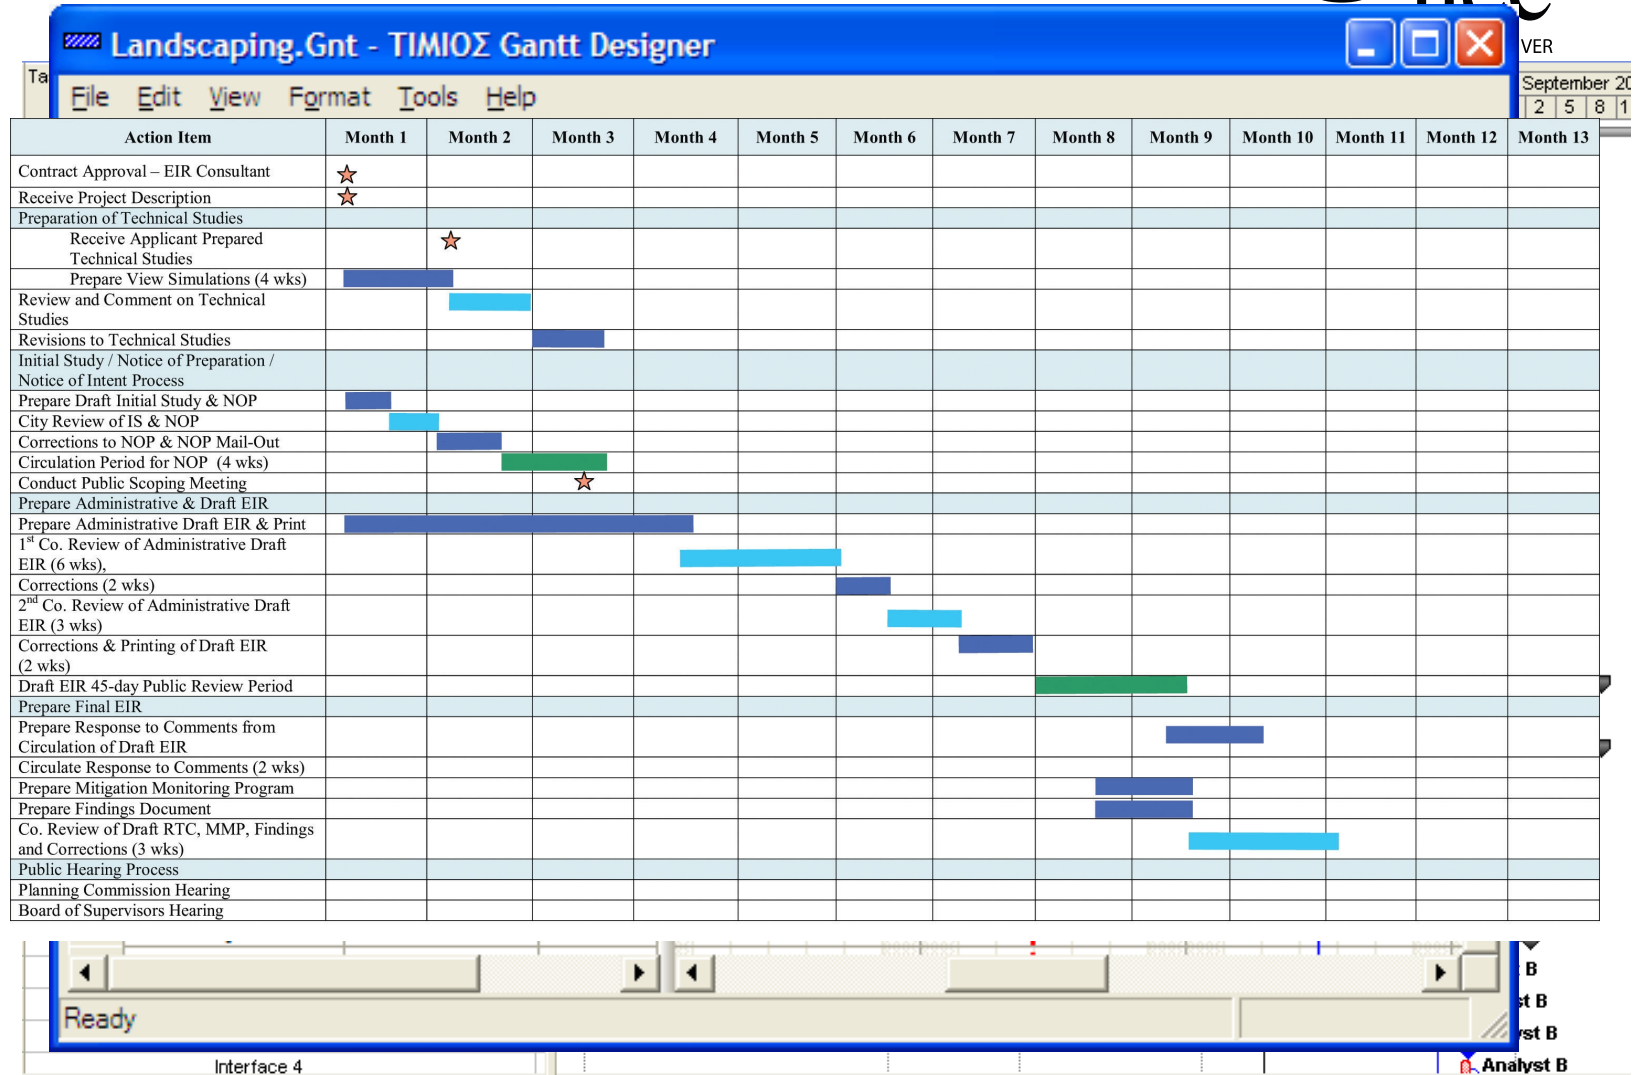 VER
Landscaping.Gnt - ΤΙΜΙΟΣ Gantt Designer
Ta
File Edit View Format Tools Help
September 20
2 5 8 1
Action Item Month 1 Month 2 Month 3 Month 4 Month 5 Month 6 Month 7 Month 8 Month 9 Month 10 Month 11 Month 12 Month 13
Contract Approval – EIR Consultant
Receive Project Description
Preparation of Technical Studies
Receive Applicant Prepared
Technical Studies
Prepare View Simulations (4 wks)
Review and Comment on Technical
Studies
Revisions to Technical Studies
Initial Study / Notice of Preparation /
Notice of Intent Process
Prepare Draft Initial Study & NOP
City Review of IS & NOP
Corrections to NOP & NOP Mail-Out
Circulation Period for NOP (4 wks)
Conduct Public Scoping Meeting
Prepare Administrative & Draft EIR
Prepare Administrative Draft EIR & Print
1st Co. Review of Administrative Draft
EIR (6 wks),
Corrections (2 wks)
2nd Co. Review of Administrative Draft
EIR (3 wks)
Corrections & Printing of Draft EIR
(2 wks)
Draft EIR 45-day Public Review Period
Prepare Final EIR
Prepare Response to Comments from
Circulation of Draft EIR
Circulate Response to Comments (2 wks)
Prepare Mitigation Monitoring Program
Prepare Findings Document
Co. Review of Draft RTC, MMP, Findings
and Corrections (3 wks)
Public Hearing Process
Planning Commission Hearing
Board of Supervisors Hearing
B
st B
Ready
yst B
Interface 4
Analyst B